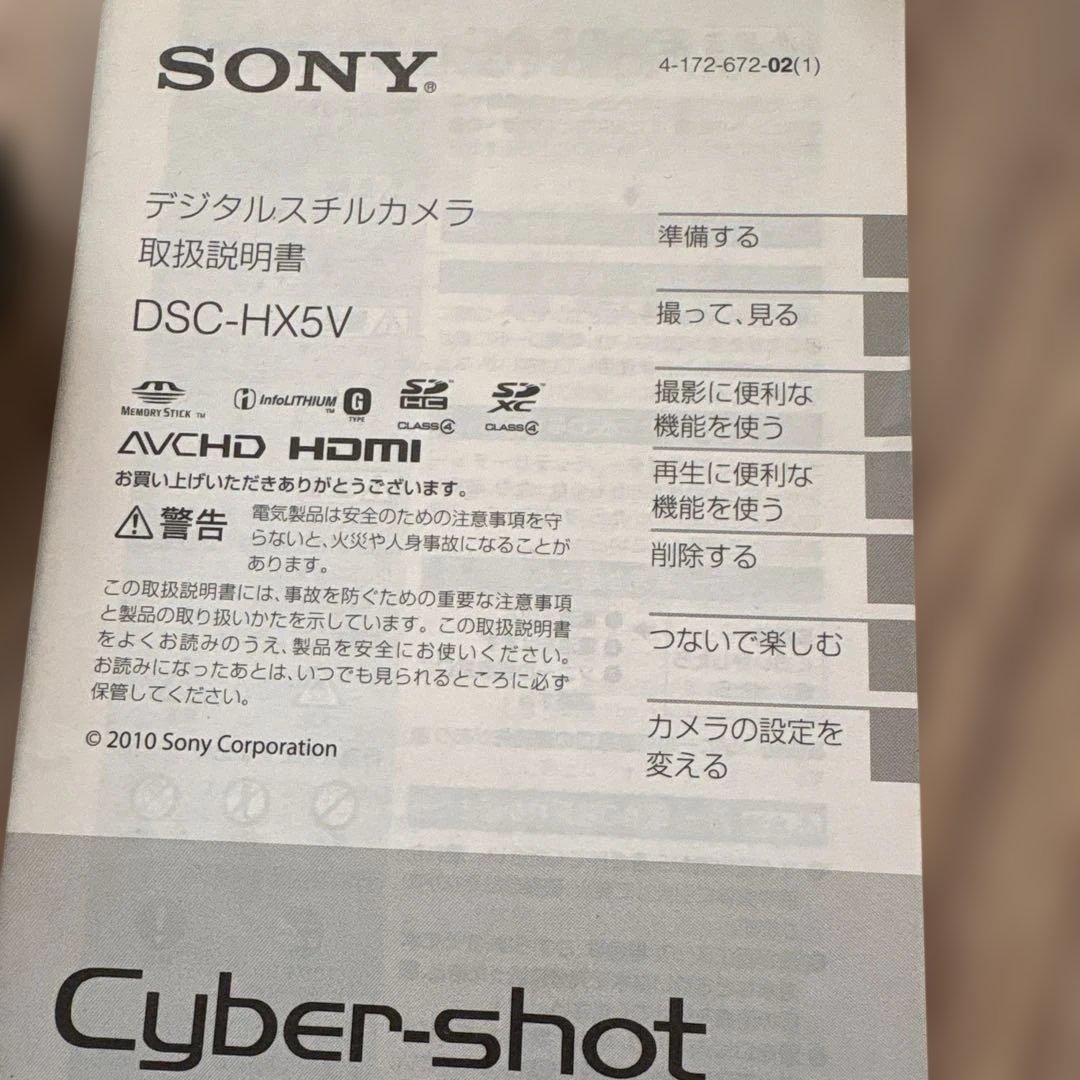 SONY®
4-172-672-02(1)
デジタルスチルカメラ
取扱説明書
DSC-HX5V
MEMORY STICK TM
InfoLITHIUM TM G TYPE
SD HC TM CLASS4
SD XC TM CLASS4
AVCHD HDMI
お買い上げいただきありがとうございます。
警告
電気製品は安全のための注意事項を守
らないと、火災や人身事故になることが
あります。
この取扱説明書には、事故を防ぐための重要な注意事項
と製品の取り扱いかたを示しています。この取扱説明書
をよくお読みのうえ、製品を安全にお使いください。
お読みになったあとは、いつでも見られるところに必ず
保管してください。
© 2010 Sony Corporation
準備する
撮って、見る
撮影に便利な
機能を使う
再生に便利な
機能を使う
削除する
つないで楽しむ
カメラの設定を
変える
Cyber-shot